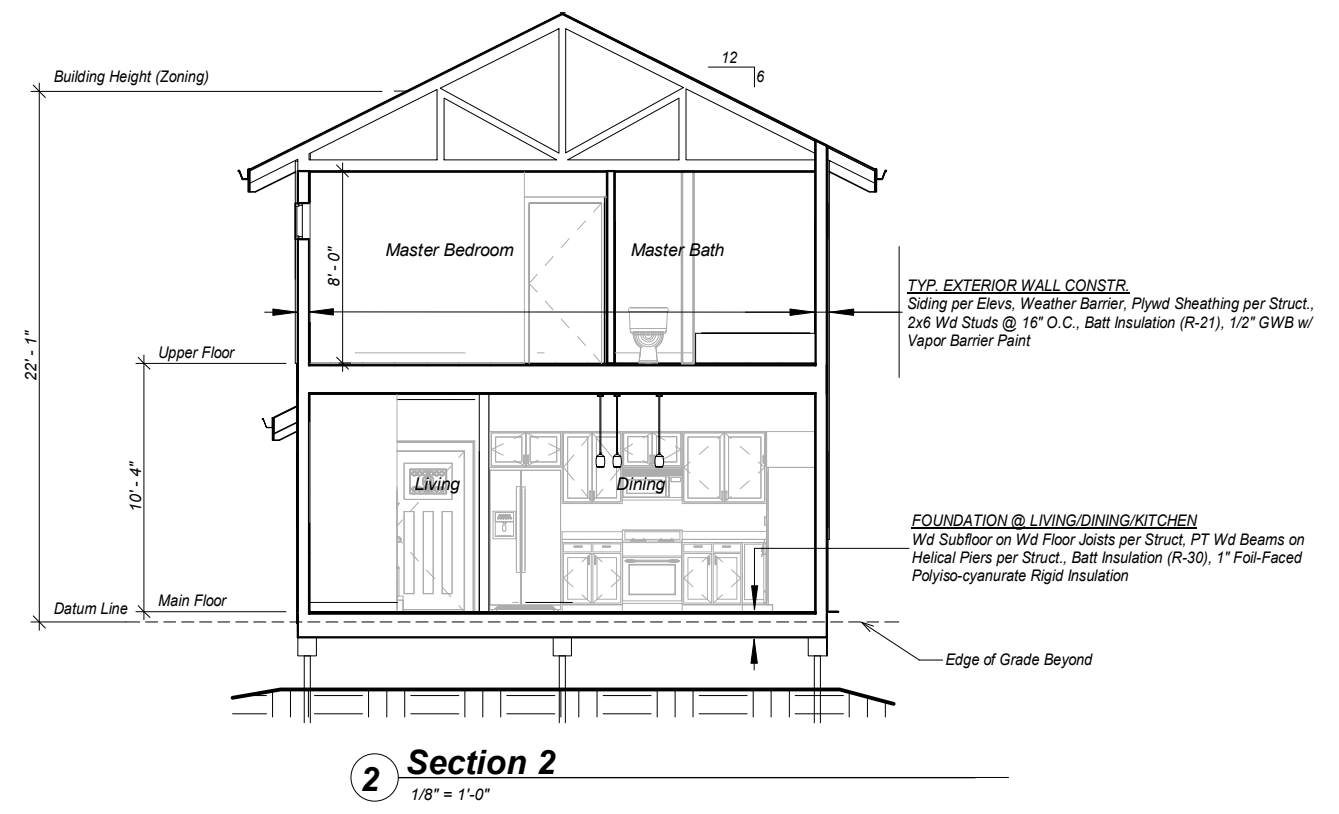 12
6
Building Height (Zoning)
Master Bedroom
Master Bath
8' - 0"
TYP. EXTERIOR WALL CONSTR.
Siding per Elevs, Weather Barrier, Plywd Sheathing per Struct.,
2x6 Wd Studs @ 16" O.C., Batt Insulation (R-21), 1/2" GWB w/
Vapor Barrier Paint
22' - 1"
Upper Floor
10' - 4"
Living
Dining
FOUNDATION @ LIVING/DINING/KITCHEN
Wd Subfloor on Wd Floor Joists per Struct, PT Wd Beams on
Helical Piers per Struct., Batt Insulation (R-30), 1" Foil-Faced
Polyiso-cyanurate Rigid Insulation
Datum Line
Main Floor
Edge of Grade Beyond
2
Section 2
1/8" = 1'-0"